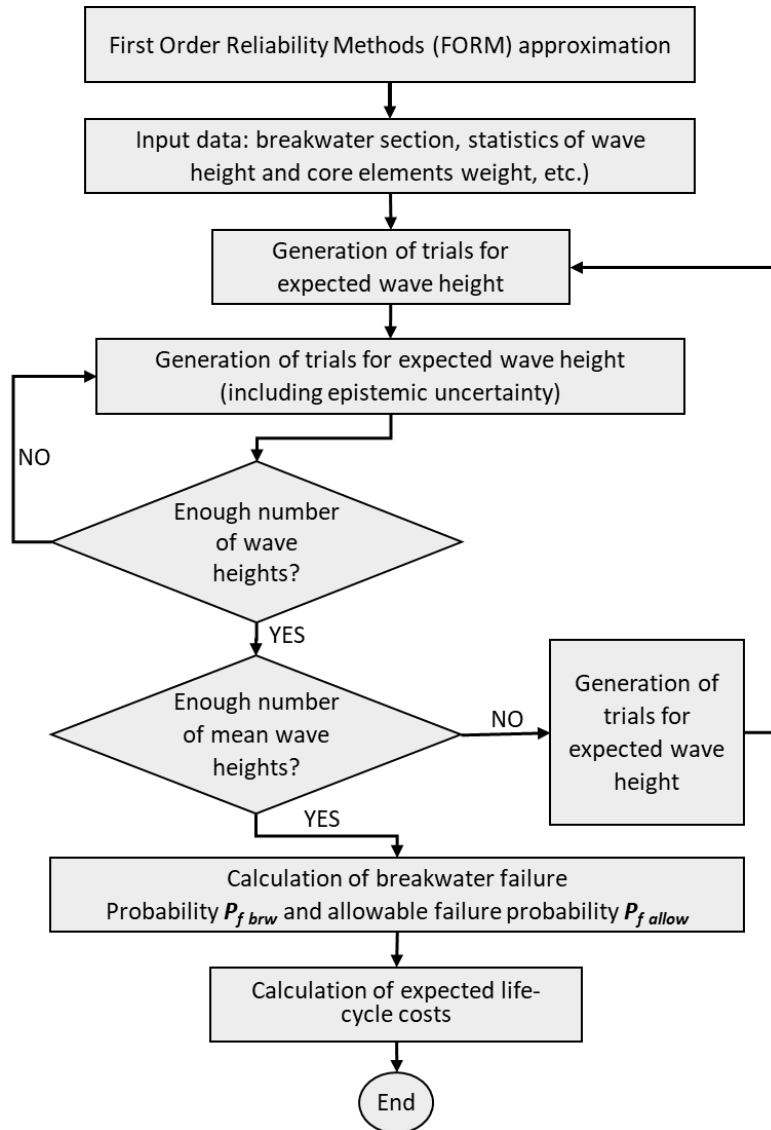 First Order Reliability Methods (FORM) approximation
Input data: breakwater section, statistics of wave
height and core elements weight, etc.)
Generation of trials for
expected wave height
Generation of trials for expected wave height
(including epistemic uncertainty)
NO
Enough number
of wave
heights?
YES
Enough number
of mean wave
heights?
NO
Generation of
trials for
expected wave
height
YES
Calculation of breakwater failure
Probability P_f brw and allowable failure probability P_f allow
Calculation of expected life-
cycle costs
End